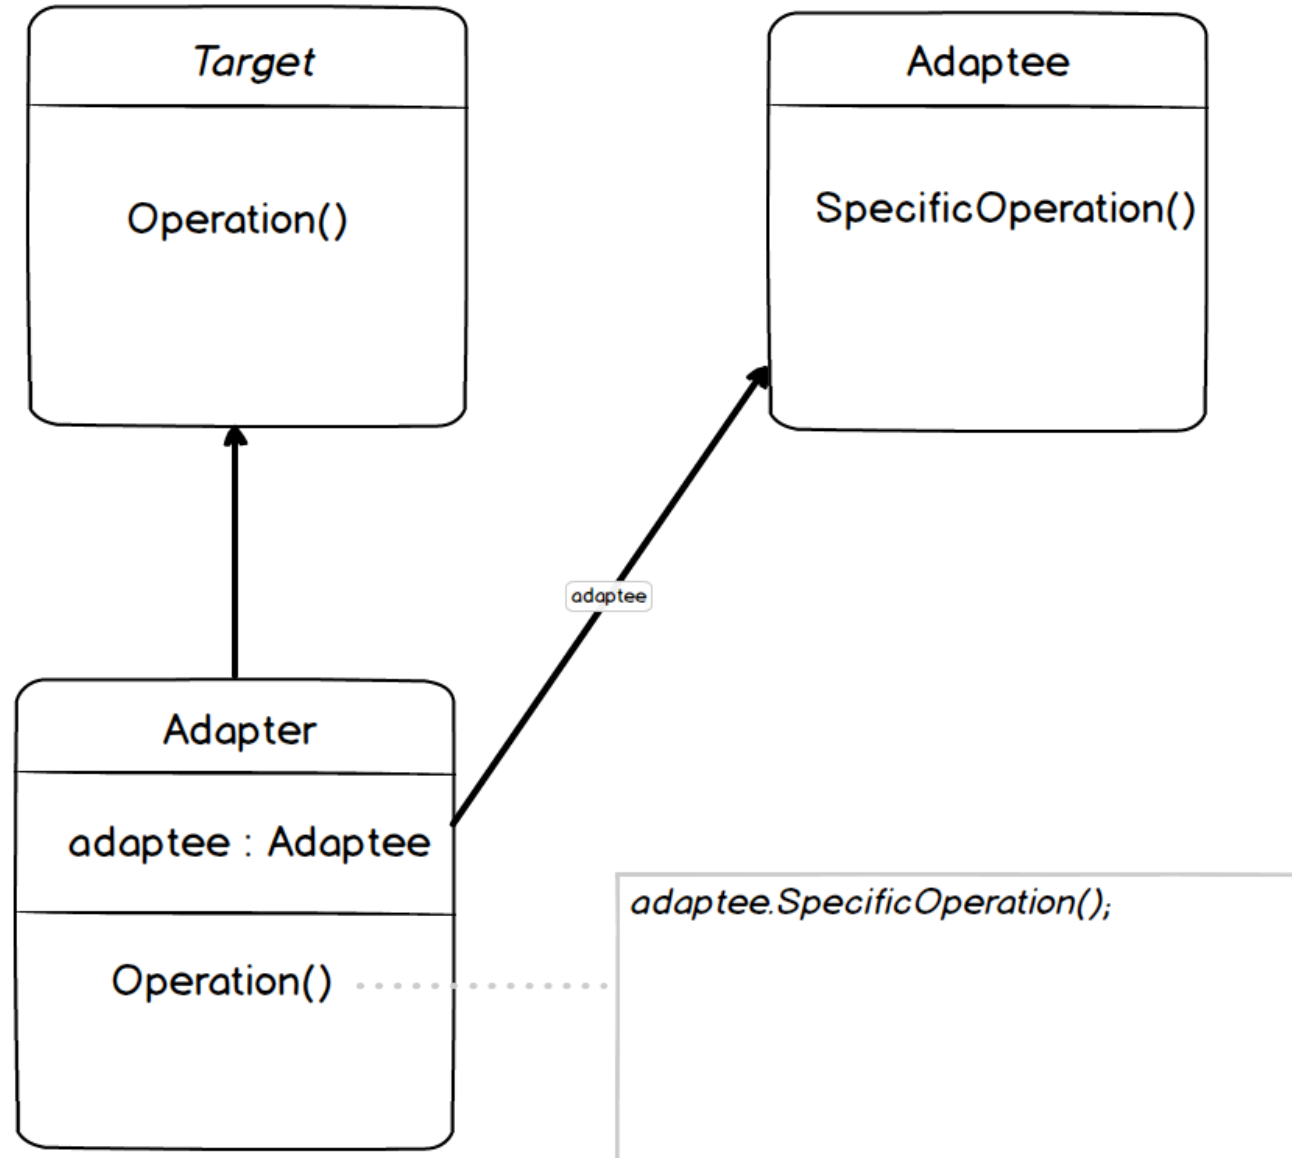 Target
Operation()
Adaptee
SpecificOperation()
adaptee
Adapter
adaptee : Adaptee
Operation()
adaptee.SpecificOperation();